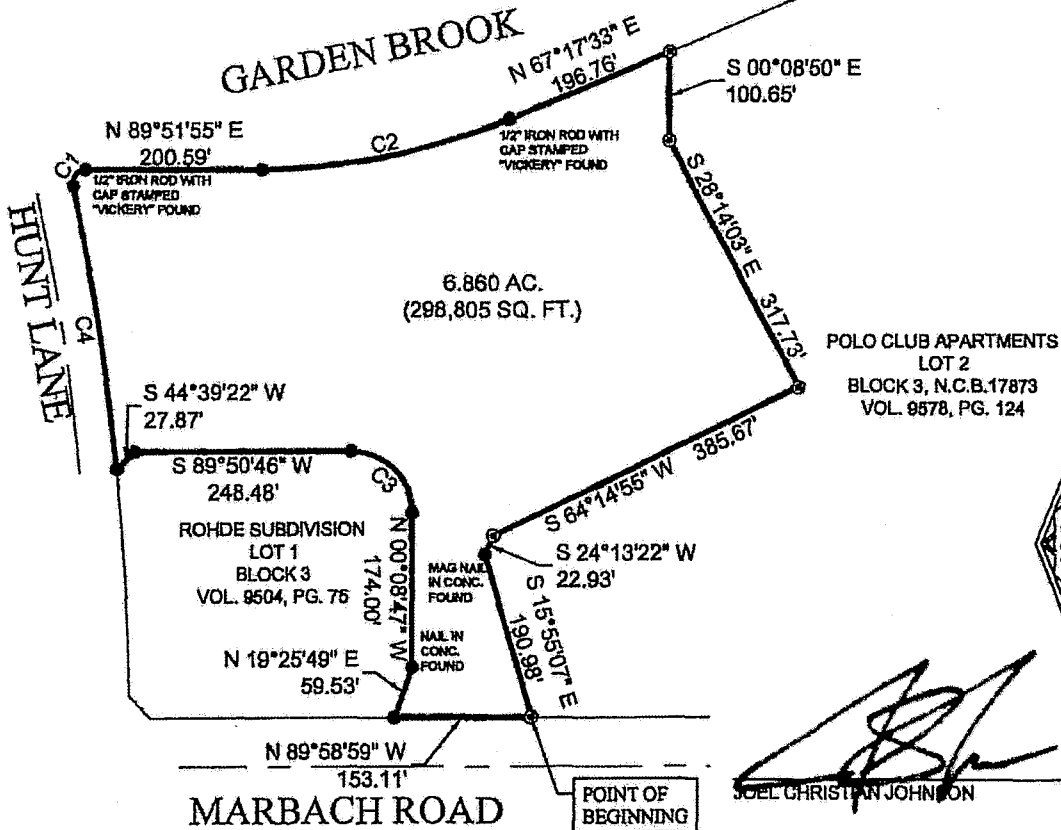 GARDEN BROOK
N 67°17'33" E
196.76'
S 00°08'50" E
100.65'
N 89°51'55" E
200.59'
C2
1/2" IRON ROD WITH
CAP STAMPED
"VICKERY" FOUND
C1
1/2" IRON ROD WITH
CAP STAMPED
"VICKERY" FOUND
S 28°14'03" E
317.73'
HUNT LANE
C4
6.860 AC.
(298,805 SQ. FT.)
POLO CLUB APARTMENTS
LOT 2
BLOCK 3, N.C.B.17873
VOL. 9578, PG. 124
S 44°39'22" W
27.87'
S 89°50'46" W
248.48'
C3
S 64°14'55" W
385.67'
ROHDE SUBDIVISION
LOT 1
BLOCK 3
VOL. 9504, PG. 75
N 00°08'47" W
174.00'
MAG NAIL
IN CONC.
FOUND
S 24°13'22" W
22.93'
S 15°55'07" E
190.98'
NAIL IN
CONC.
FOUND
N 19°25'49" E
59.53'
N 89°58'59" W
153.11'
MARBACH ROAD
POINT OF
BEGINNING
JOEL CHRISTIAN JOHNSON